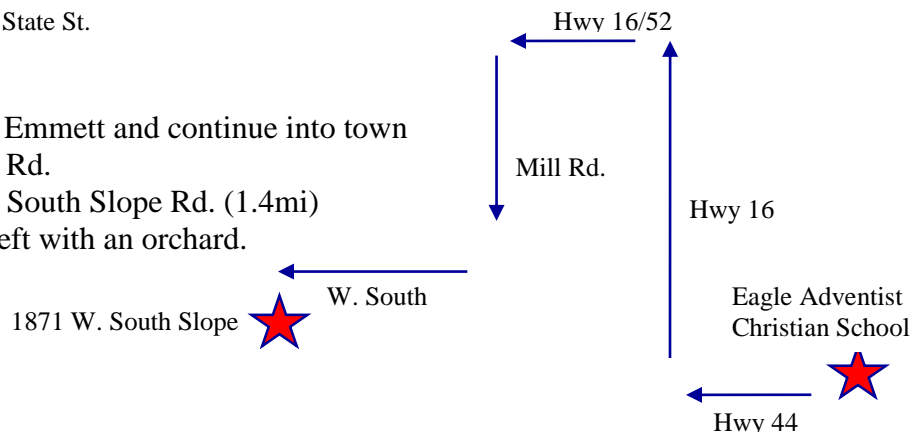 State St.
Hwy 16/52
Emmett and continue into town
Rd.
Mill Rd.
South Slope Rd. (1.4mi)
Hwy 16
eft with an orchard.
W. South
1871 W. South Slope
Eagle Adventist
Christian School
Hwy 44